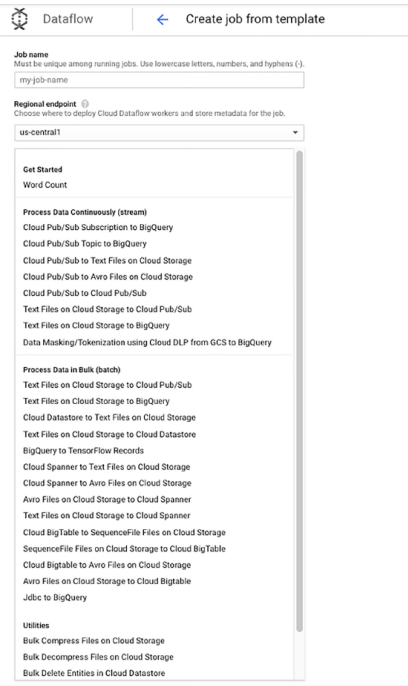 Dataflow
Create job from template
Job name
Must be unique among running jobs. Use lowercase letters, numbers, and hyphens (-).
my-job-name
Regional endpoint
Choose where to deploy Cloud Dataflow workers and store metadata for the job.
us-central1
Get Started
Word Count
Process Data Continuously (stream)
Cloud Pub/Sub Subscription to BigQuery
Cloud Pub/Sub Topic to BigQuery
Cloud Pub/Sub to Text Files on Cloud Storage
Cloud Pub/Sub to Avro Files on Cloud Storage
Cloud Pub/Sub to Cloud Pub/Sub
Text Files on Cloud Storage to Cloud Pub/Sub
Text Files on Cloud Storage to BigQuery
Data Masking/Tokenization using Cloud DLP from GCS to BigQuery
Process Data in Bulk (batch)
Text Files on Cloud Storage to Cloud Pub/Sub
Text Files on Cloud Storage to BigQuery
Cloud Datastore to Text Files on Cloud Storage
Text Files on Cloud Storage to Cloud Datastore
BigQuery to TensorFlow Records
Cloud Spanner to Text Files on Cloud Storage
Cloud Spanner to Avro Files on Cloud Storage
Avro Files on Cloud Storage to Cloud Spanner
Text Files on Cloud Storage to Cloud Spanner
Cloud BigTable to SequenceFile Files on Cloud Storage
SequenceFile Files on Cloud Storage to Cloud BigTable
Cloud Bigtable to Avro Files on Cloud Storage
Avro Files on Cloud Storage to Cloud Bigtable
Jdbc to BigQuery
Utilities
Bulk Compress Files on Cloud Storage
Bulk Decompress Files on Cloud Storage
Bulk Delete Entities in Cloud Datastore